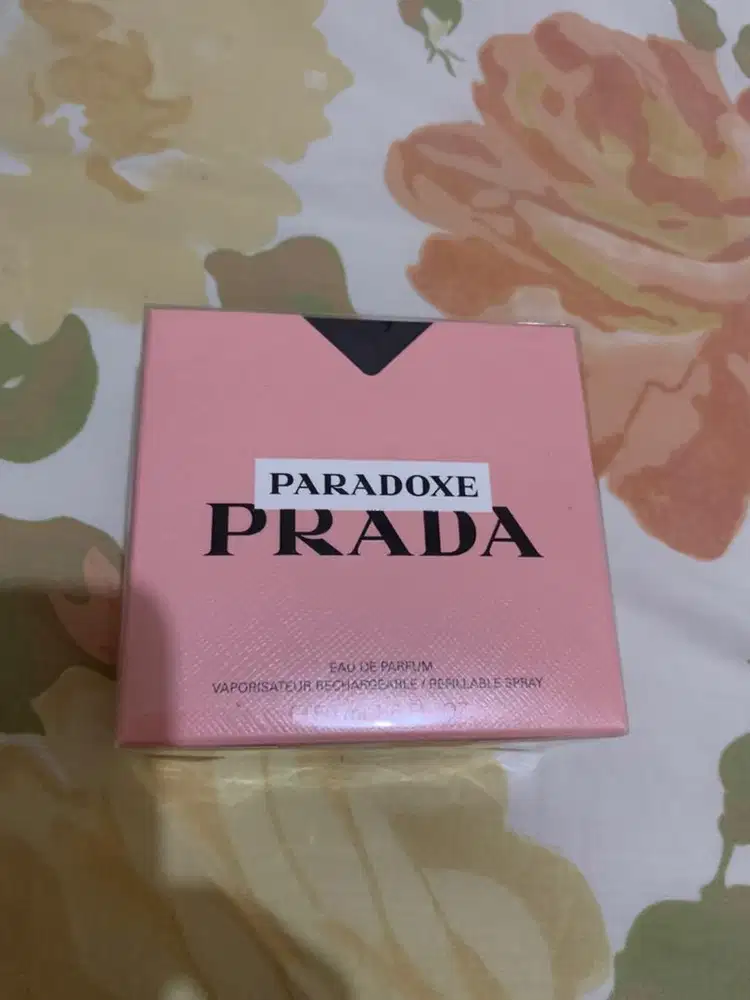 PARADOXE
PRADA
EAU DE PARFUM
VAPORISATEUR RECHARGEABLE / REFILLABLE SPRAY